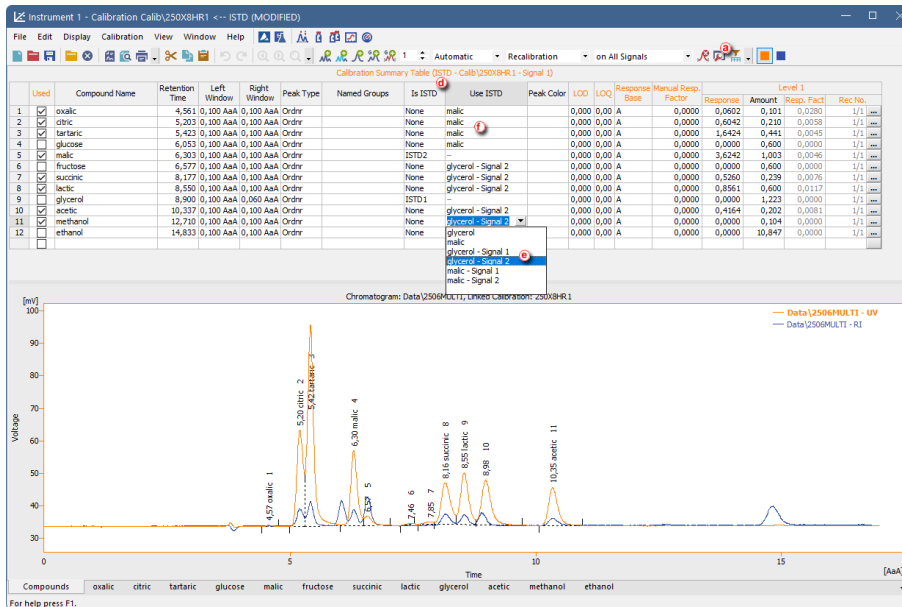 Instrument 1 - Calibration Calib\250X8HR1 <-- ISTD (MODIFIED)
File Edit Display Calibration View Window Help
1 Automatic Recalibration on All Signals a
Calibration Summary Table (ISTD - Calib\250X8HR1 - Signal 1)
d
Used Compound Name Retention Time Left Window Right Window Peak Type Named Groups Is ISTD Use ISTD Peak Color LOD LOQ Response Base Manual Resp. Factor Level 1
Response Amount Resp. Fact Rec No.
1 oxalic 4,561 0,100 AaA 0,100 AaA Ordnr None malic 0,000 0,00 A 0,0000 0,0602 0,101 0,0280 1/1 ...
2 citric 5,203 0,100 AaA 0,100 AaA Ordnr None malic 0,000 0,00 A 0,0000 0,6042 0,210 0,0058 1/1 ...
f
3 tartaric 5,423 0,100 AaA 0,100 AaA Ordnr None malic 0,000 0,00 A 0,0000 1,6424 0,441 0,0045 1/1 ...
4 glucose 6,053 0,100 AaA 0,100 AaA Ordnr None malic 0,000 0,00 A 0,0000 0,0000 0,600 0,0000 1/1 ...
5 malic 6,303 0,100 AaA 0,100 AaA Ordnr ISTD2 -- 0,000 0,00 A 0,0000 3,6242 1,003 0,0046 1/1 ...
6 fructose 6,577 0,100 AaA 0,100 AaA Ordnr None glycerol - Signal 2 0,000 0,00 A 0,0000 0,0000 0,600 0,0000 1/1 ...
7 succinic 8,177 0,100 AaA 0,100 AaA Ordnr None glycerol - Signal 2 0,000 0,00 A 0,0000 0,5260 0,239 0,0076 1/1 ...
8 lactic 8,550 0,100 AaA 0,100 AaA Ordnr None glycerol - Signal 2 0,000 0,00 A 0,0000 0,8561 0,600 0,0117 1/1 ...
9 glycerol 8,900 0,100 AaA 0,060 AaA Ordnr ISTD1 -- 0,000 0,00 A 0,0000 0,0000 1,223 0,0000 1/1 ...
10 acetic 10,337 0,100 AaA 0,100 AaA Ordnr None glycerol - Signal 2 0,000 0,00 A 0,0000 0,4164 0,202 0,0081 1/1 ...
11 methanol 12,710 0,100 AaA 0,100 AaA Ordnr None glycerol - Signal 2 0,000 0,00 A 0,0000 0,0000 0,104 0,0000 1/1 ...
12 ethanol 14,833 0,100 AaA 0,100 AaA Ordnr None glycerol 0,000 0,00 A 0,0000 0,0000 10,847 0,0000 1/1 ...
malic
glycerol - Signal 1
glycerol - Signal 2 e
malic - Signal 1
malic - Signal 2
Chromatogram: Data\2506MULTI, Linked Calibration: 250X8HR1
[mV]
100
90
80
70
60
50
40
30
Voltage
Data\2506MULTI - UV
Data\2506MULTI - RI
4,57 oxalic 1
5,20 citric 2
5,42 tartaric 3
6,30 malic 4
6,57 5
7,46 6
7,85 7
8,16 succinic 8
8,55 lactic 9
8,98 10
10,35 acetic 11
0 5 10 15
Time [AaA]
Compounds oxalic citric tartaric glucose malic fructose succinic lactic glycerol acetic methanol ethanol
For help press F1.